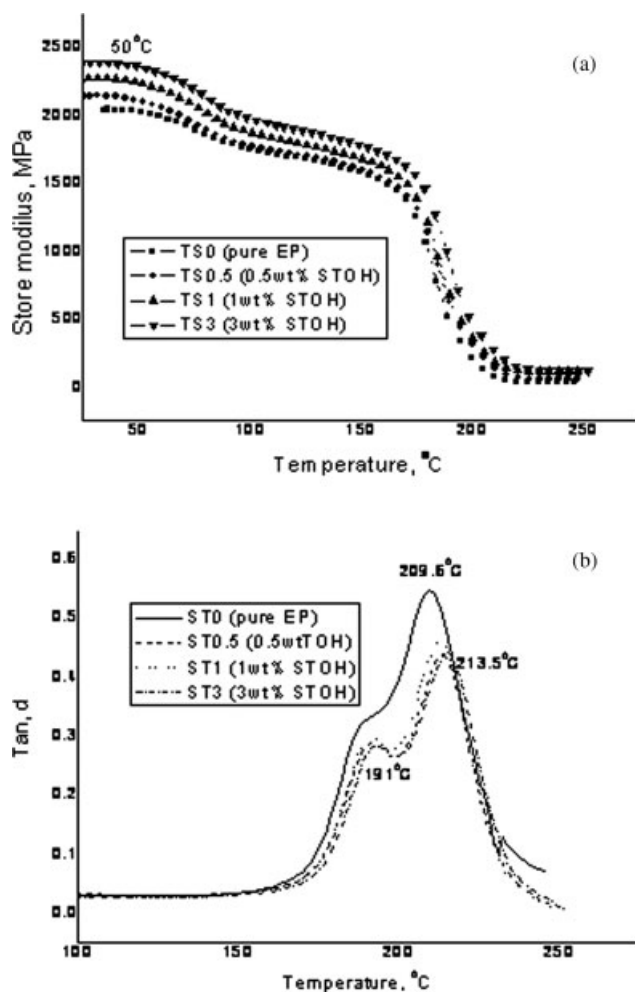 (a)
50°C
2500
2000
1500
1000
500
0
Store modilus, MPa
TS0 (pure EP)
TS0.5 (0.5wt% STOH)
TS1 (1wt% STOH)
TS3 (3wt% STOH)
50
100
150
200
250
Temperature, °C
(b)
0.6
0.5
0.4
0.3
0.2
0.1
0.0
Tan, d
209.6°C
ST0 (pure EP)
ST0.5 (0.5wtTOH)
ST1 (1wt% STOH)
ST3 (3wt% STOH)
213.5°C
191°C
100
150
200
250
Temperature, °C